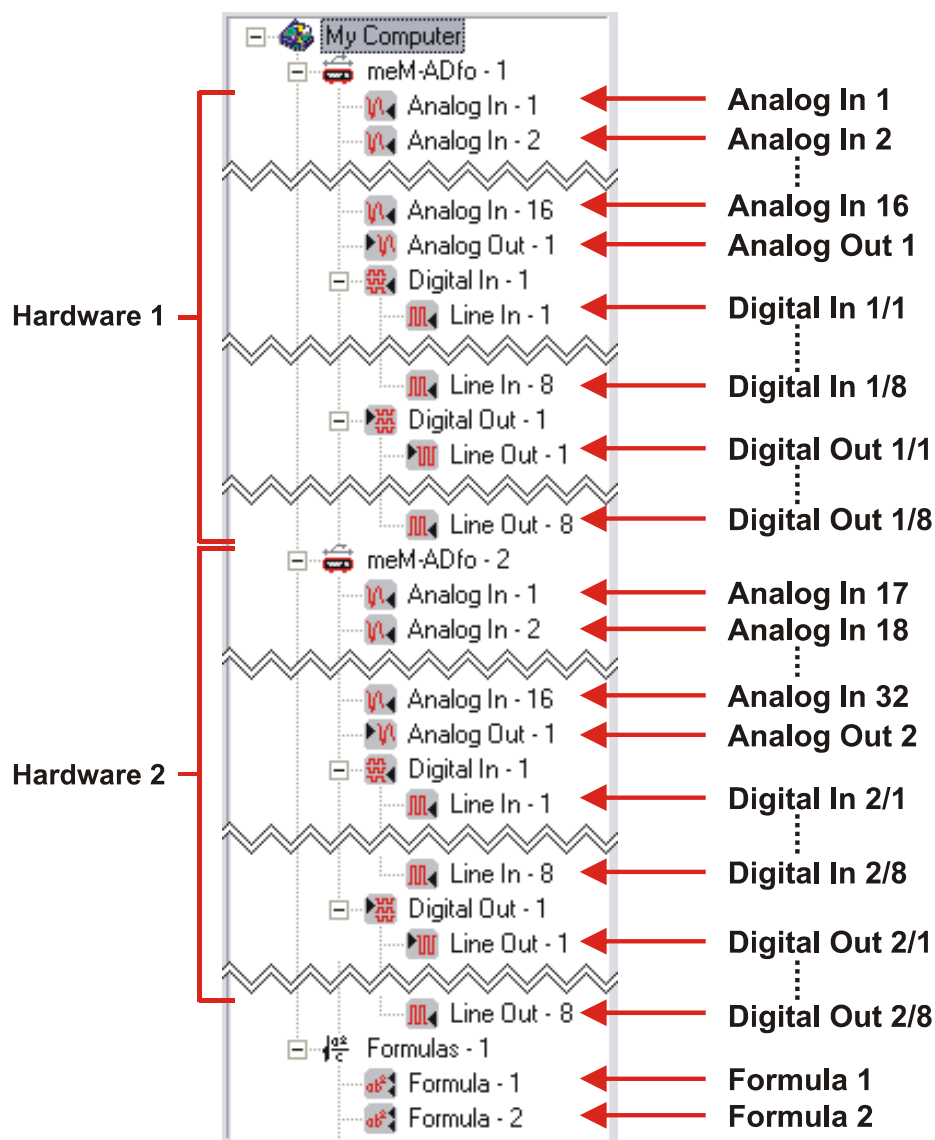 My Computer
meM-ADfo - 1
Analog In - 1 Analog In 1
Analog In - 2 Analog In 2
Analog In - 16 Analog In 16
Analog Out - 1 Analog Out 1
Digital In - 1
Line In - 1 Digital In 1/1
Hardware 1
Line In - 8 Digital In 1/8
Digital Out - 1
Line Out - 1 Digital Out 1/1
Line Out - 8 Digital Out 1/8
meM-ADfo - 2
Analog In - 1 Analog In 17
Analog In - 2 Analog In 18
Analog In - 16 Analog In 32
Analog Out - 1 Analog Out 2
Hardware 2 Digital In - 1
Line In - 1 Digital In 2/1
Line In - 8 Digital In 2/8
Digital Out - 1
Line Out - 1 Digital Out 2/1
Line Out - 8 Digital Out 2/8
Formulas - 1
Formula - 1 Formula 1
Formula - 2 Formula 2